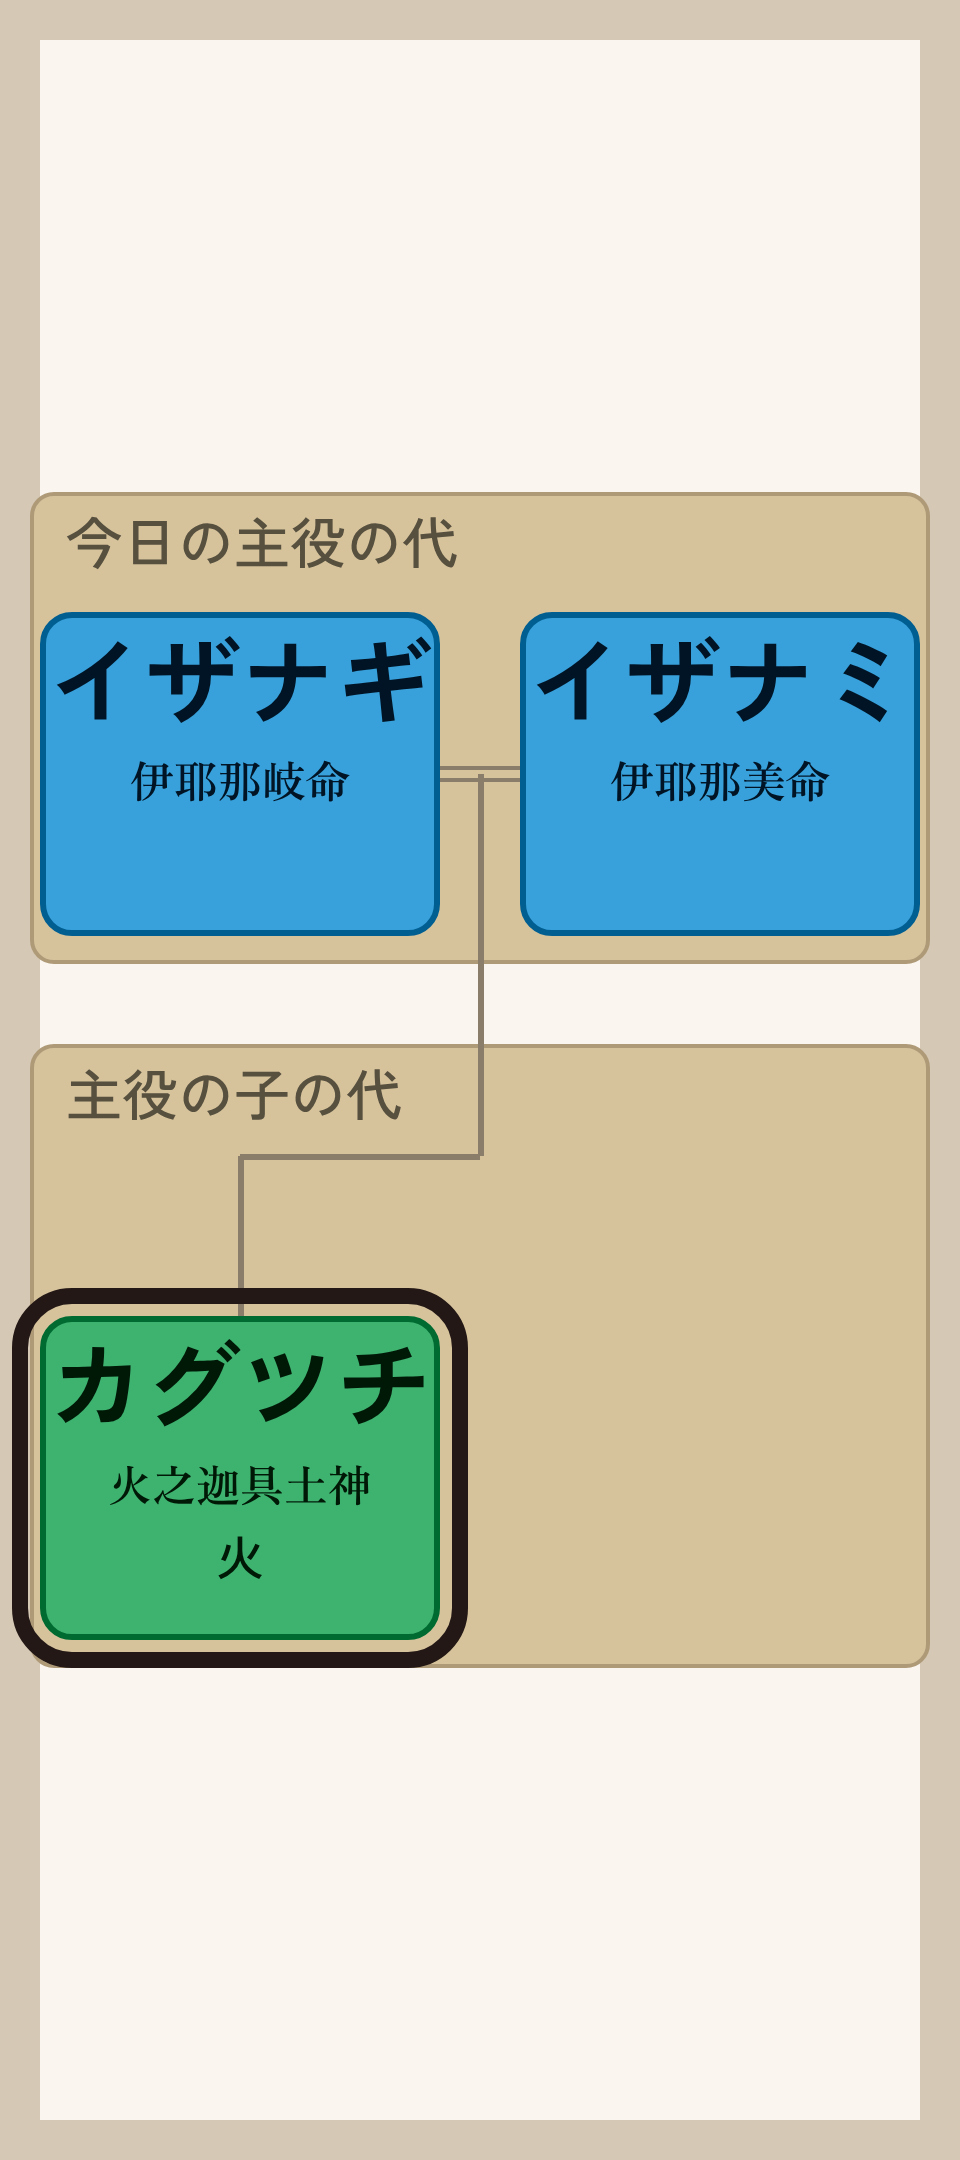 今日の主役の代
イザナギ
伊耶那岐命
イザナミ
伊耶那美命
主役の子の代
カグツチ
火之迦具土神
火